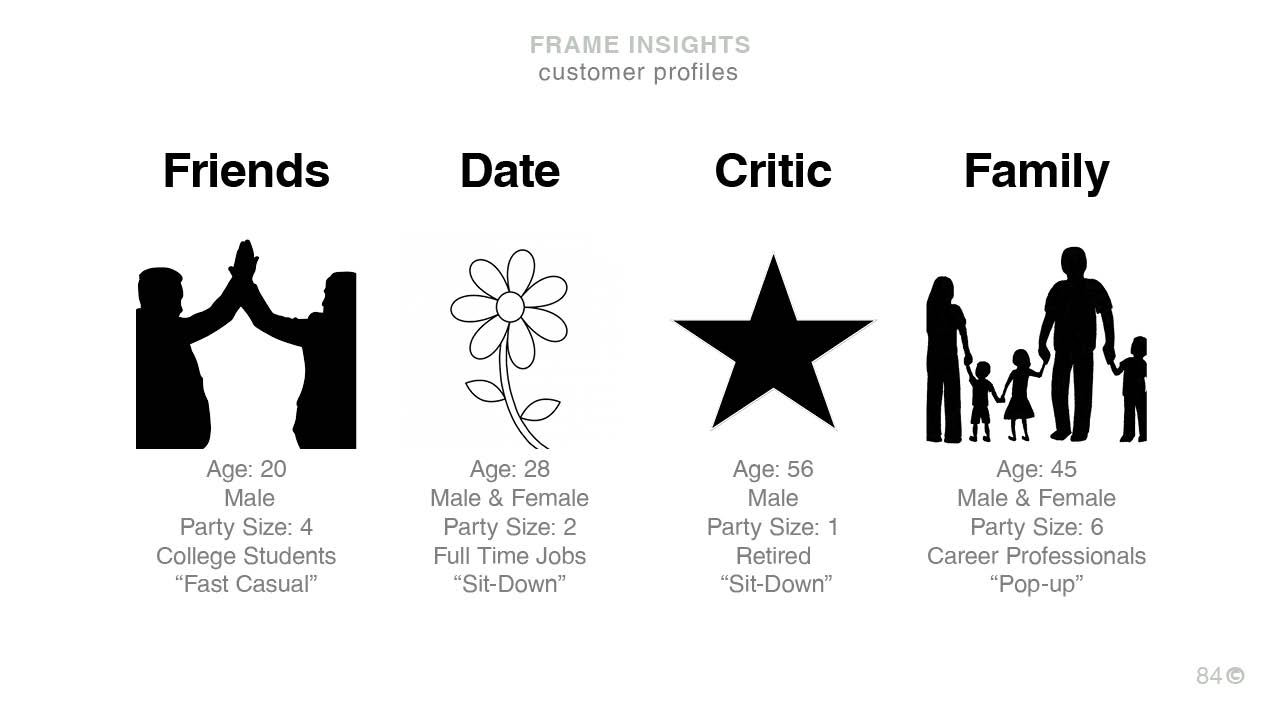 FRAME INSIGHTS
customer profiles
Friends
Age: 20
Male
Party Size: 4
College Students
“Fast Casual”
Date
Age: 28
Male & Female
Party Size: 2
Full Time Jobs
“Sit-Down”
Critic
Age: 56
Male
Party Size: 1
Retired
“Sit-Down”
Family
Age: 45
Male & Female
Party Size: 6
Career Professionals
“Pop-up”
84©